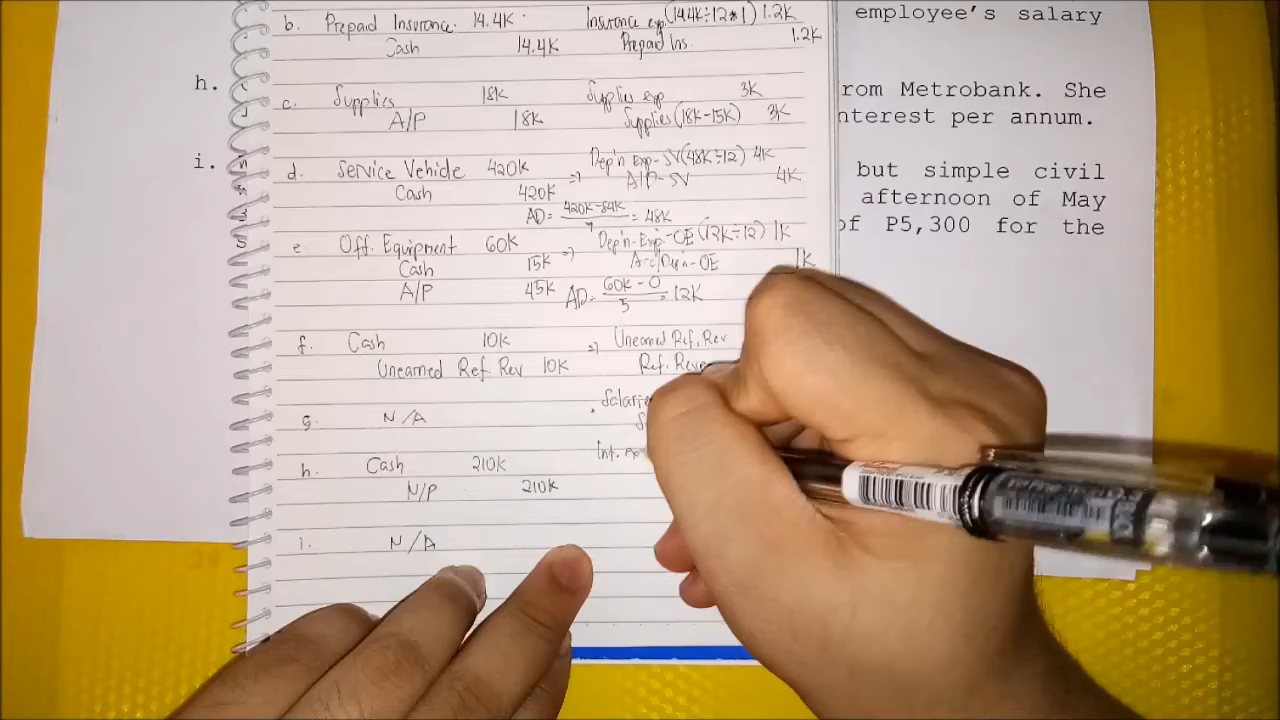 employee's salary
b. Prepaid Insurance. 14.4K Insurance exp. (14.4K÷12*1) 1.2K
Cash 14.4K Prepaid Ins. 1.2K
h. rom Metrobank. She
c. Supplies 18K Supplies exp 3K
A/P 18K Supplies (18K-15K) 3K
nterest per annum.
i. but simple civil
d. Service Vehicle 420K => Dep'n Exp-SV (48K÷12) 4K
Cash 420K A/P-SV 4K
afternoon of May
AD= 420K-84K = 48K
7
of P5,300 for the
e. Off. Equipment 60K => Dep'n-Exp-OE (12K÷12) 1K
Cash 15K Ac/Dep'n-OE 1K
A/P 45K AD= 60K-0 = 12K
5
f. Cash 10K => Unearned Ref. Rev
Unearned Ref Rev 10K Ref. Reve
g. N/A Salarie
S
h. Cash 210K Int. ex
N/P 210K
i. N/A